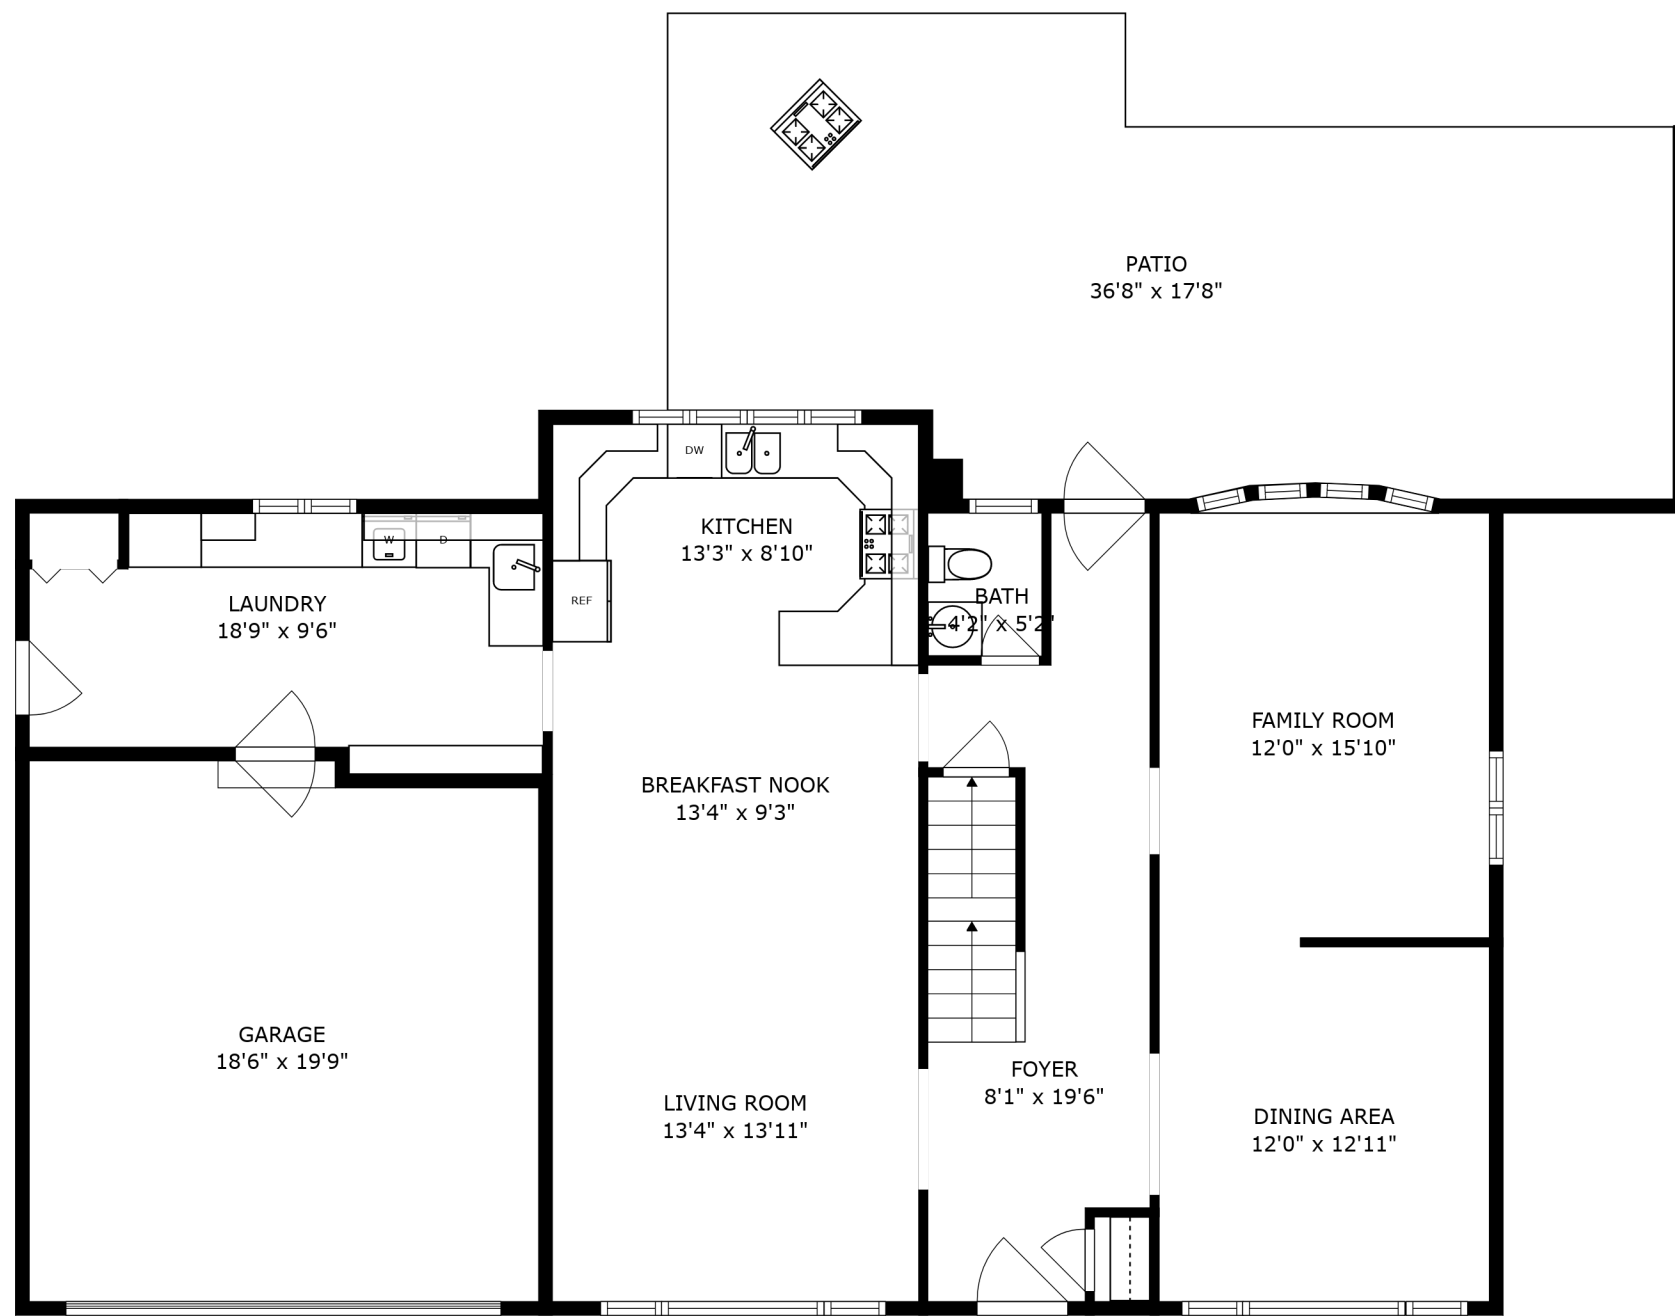 PATIO
36'8" x 17'8"
DW
KITCHEN
13'3" x 8'10"
W
D
REF
LAUNDRY
18'9" x 9'6"
BATH
4'2" x 5'2"
FAMILY ROOM
12'0" x 15'10"
BREAKFAST NOOK
13'4" x 9'3"
GARAGE
18'6" x 19'9"
FOYER
8'1" x 19'6"
LIVING ROOM
13'4" x 13'11"
DINING AREA
12'0" x 12'11"